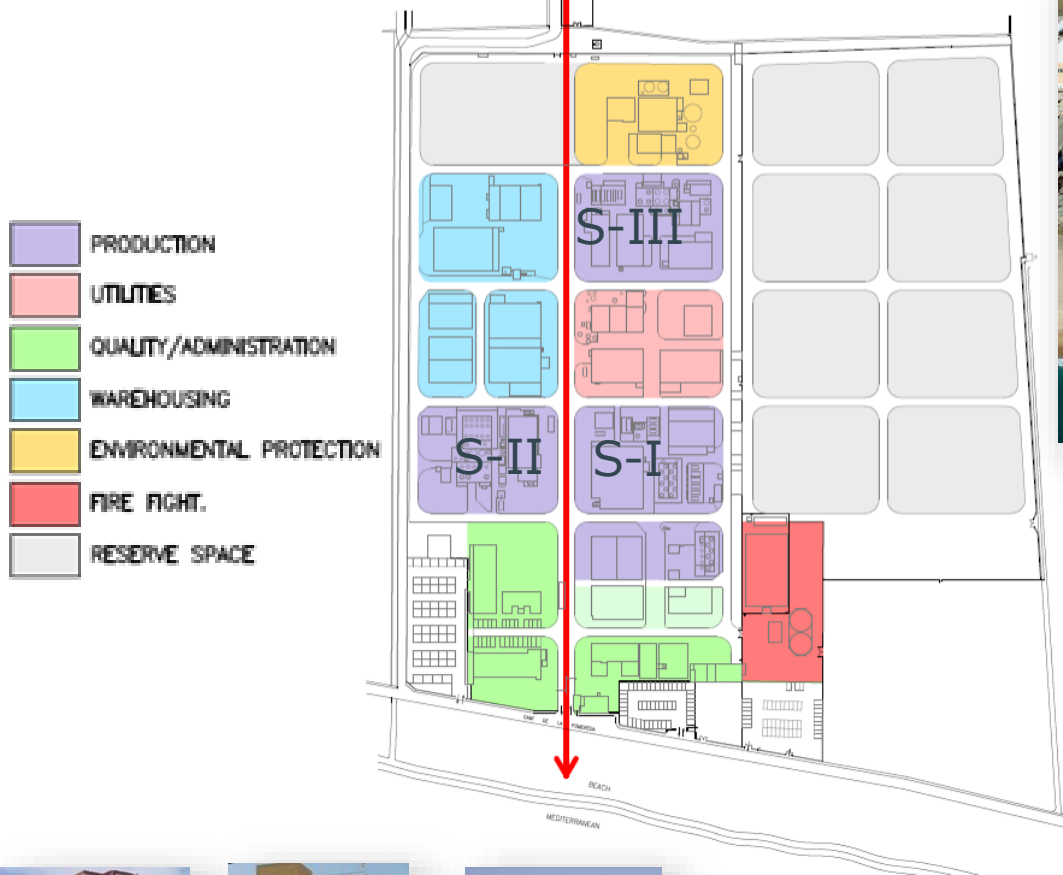 PRODUCTION
UTILITIES
QUALITY/ADMINISTRATION
WAREHOUSING
ENVIRONMENTAL PROTECTION
FIRE FIGHT.
RESERVE SPACE
S-III
S-II
S-I
BEACH
MEDITERRANEAN